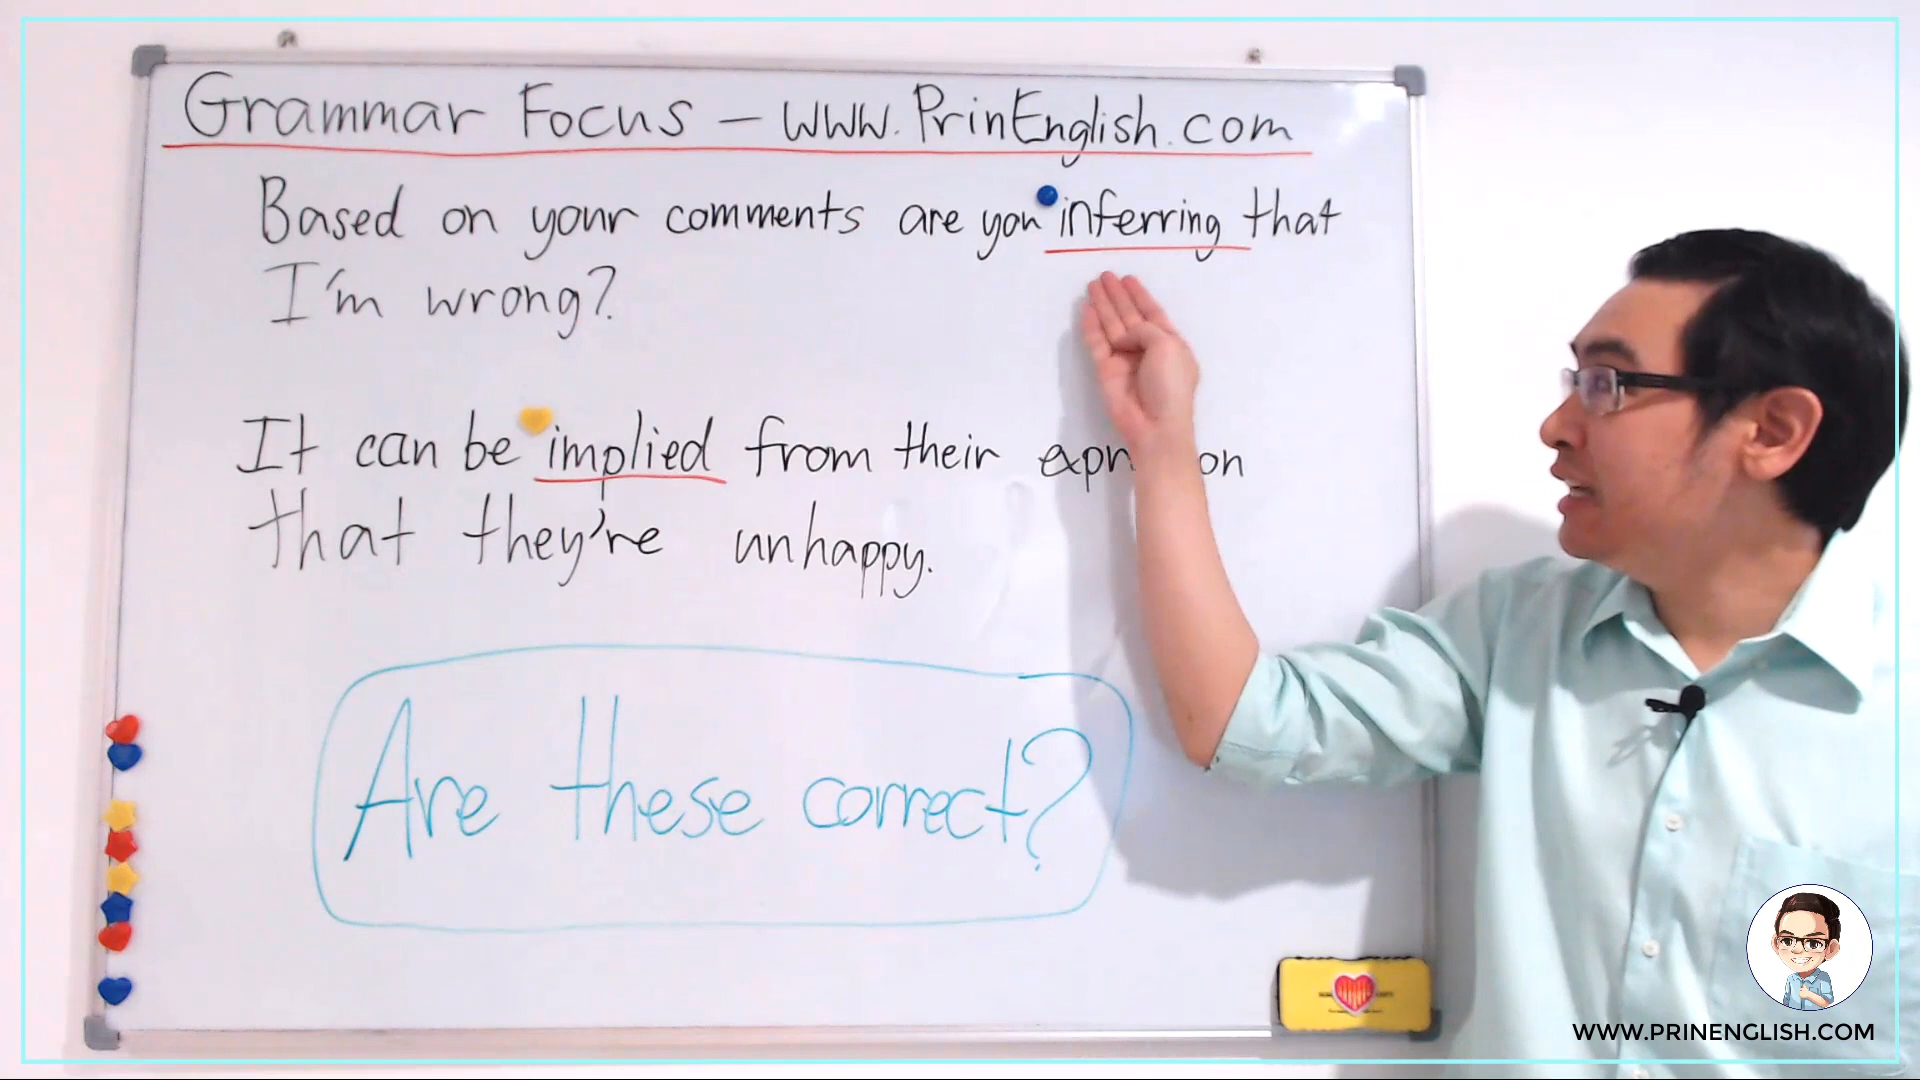 Grammar Focus – www.PrinEnglish.com
Based on your comments are you inferring that
I'm wrong?
It can be implied from their
that they're unhappy.
Are these correct?
WWW.PRINENGLISH.COM